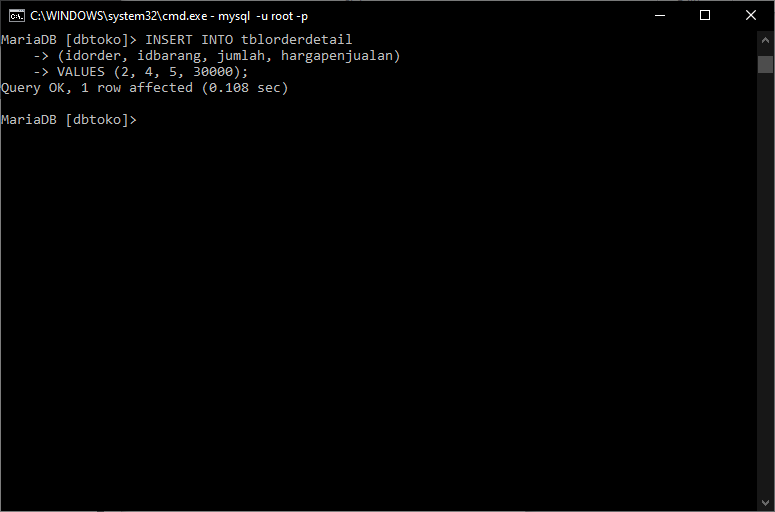 C:\WINDOWS\system32\cmd.exe - mysql  -u root -p
MariaDB [dbtoko]> INSERT INTO tblorderdetail
    -> (idorder, idbarang, jumlah, hargapenjualan)
    -> VALUES (2, 4, 5, 30000);
Query OK, 1 row affected (0.108 sec)
MariaDB [dbtoko]>